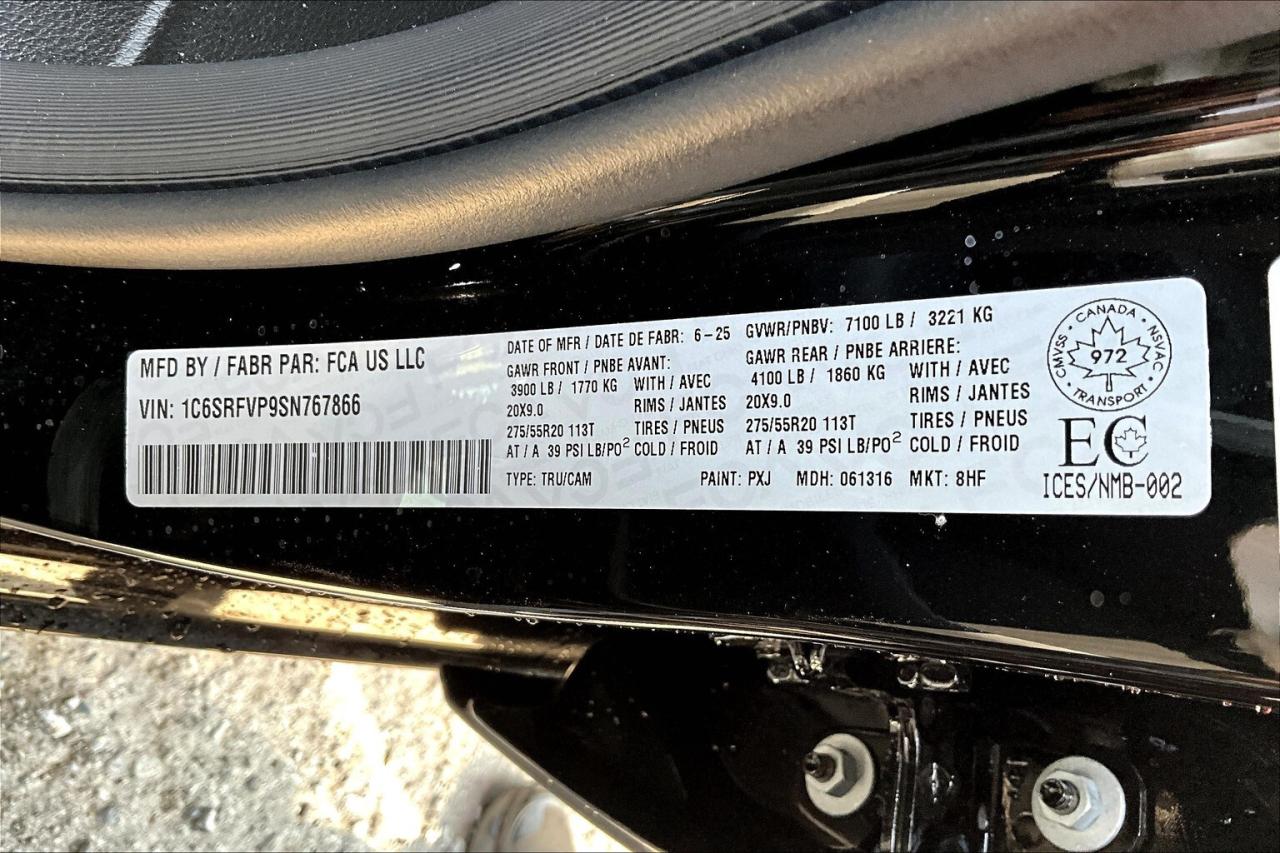 MFD BY / FABR PAR: FCA US LLC
VIN: 1C6SRFVP9SN767866
DATE OF MFR / DATE DE FABR: 6-25 GVWR/PNBV: 7100 LB / 3221 KG
GAWR FRONT / PNBE AVANT: GAWR REAR / PNBE ARRIERE:
3900 LB / 1770 KG WITH / AVEC 4100 LB / 1860 KG WITH / AVEC
20X9.0 RIMS / JANTES 20X9.0 RIMS / JANTES
275/55R20 113T TIRES / PNEUS 275/55R20 113T TIRES / PNEUS
AT / A 39 PSI LB/PO² COLD / FROID AT / A 39 PSI LB/PO² COLD / FROID
TYPE: TRU/CAM PAINT: PXJ MDH: 061316 MKT: 8HF
CMVSS • CANADA • NSVAC • TRANSPORT •
972
EC
ICES/NMB-002